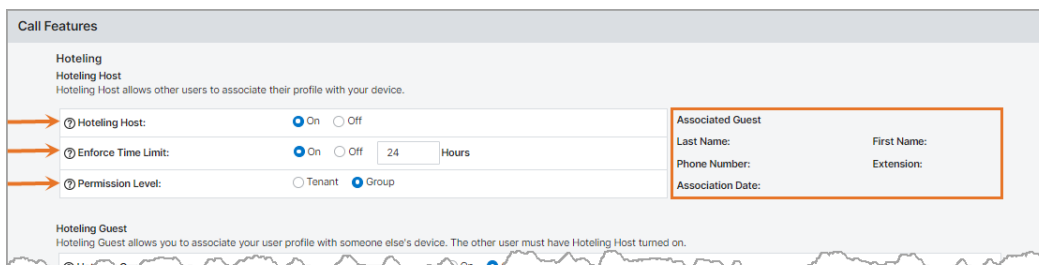 Call Features
Hoteling
Hoteling Host
Hoteling Host allows other users to associate their profile with your device.
Hoteling Host: On Off
Enforce Time Limit: On Off 24 Hours
Permission Level: Tenant Group
Associated Guest
Last Name: First Name:
Phone Number: Extension:
Association Date:
Hoteling Guest
Hoteling Guest allows you to associate your user profile with someone else's device. The other user must have Hoteling Host turned on.
On